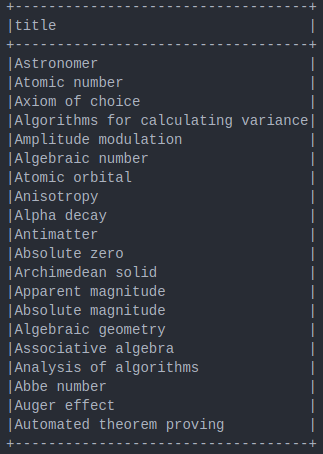 +-----------------------------------+
|title                              |
+-----------------------------------+
|Astronomer                         |
|Atomic number                      |
|Axiom of choice                    |
|Algorithms for calculating variance|
|Amplitude modulation               |
|Algebraic number                   |
|Atomic orbital                     |
|Anisotropy                         |
|Alpha decay                        |
|Antimatter                         |
|Absolute zero                      |
|Archimedean solid                  |
|Apparent magnitude                 |
|Absolute magnitude                 |
|Algebraic geometry                 |
|Associative algebra                |
|Analysis of algorithms             |
|Abbe number                        |
|Auger effect                       |
|Automated theorem proving          |
+-----------------------------------+